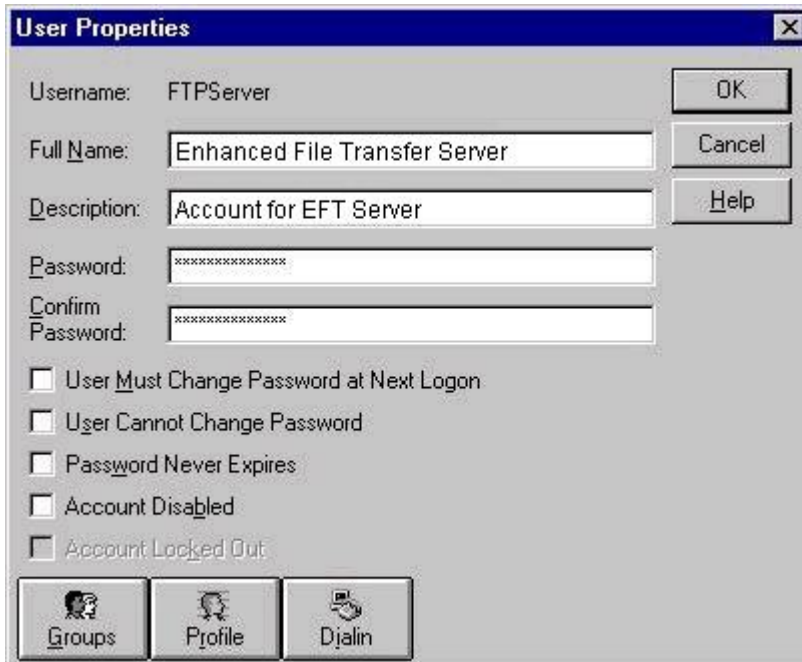 User Properties
Username: FTPServer
OK
Full Name: Enhanced File Transfer Server
Cancel
Description: Account for EFT Server
Help
Password: **************
Confirm Password: **************
User Must Change Password at Next Logon
User Cannot Change Password
Password Never Expires
Account Disabled
Account Locked Out
Groups Profile Dialin